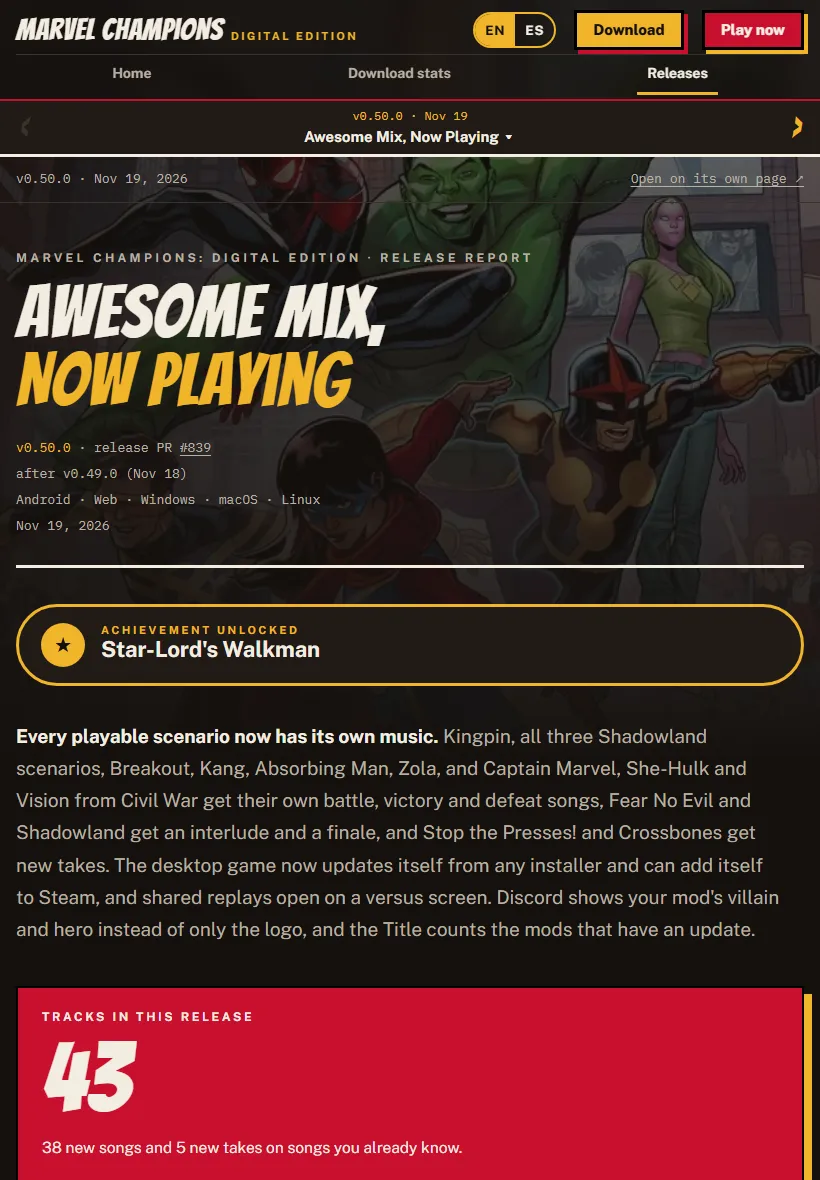 MARVEL CHAMPIONS DIGITAL EDITION
EN ES
Download
Play now
Home
Download stats
Releases
v0.50.0 · Nov 19
Awesome Mix, Now Playing
v0.50.0 · Nov 19, 2026
Open on its own page ↗
MARVEL CHAMPIONS: DIGITAL EDITION · RELEASE REPORT
AWESOME MIX,
NOW PLAYING
v0.50.0 · release PR #839
after v0.49.0 (Nov 18)
Android · Web · Windows · macOS · Linux
Nov 19, 2026
ACHIEVEMENT UNLOCKED
Star-Lord's Walkman
Every playable scenario now has its own music. Kingpin, all three Shadowland
scenarios, Breakout, Kang, Absorbing Man, Zola, and Captain Marvel, She-Hulk and
Vision from Civil War get their own battle, victory and defeat songs, Fear No Evil and
Shadowland get an interlude and a finale, and Stop the Presses! and Crossbones get
new takes. The desktop game now updates itself from any installer and can add itself
to Steam, and shared replays open on a versus screen. Discord shows your mod's villain
and hero instead of only the logo, and the Title counts the mods that have an update.
TRACKS IN THIS RELEASE
43
38 new songs and 5 new takes on songs you already know.